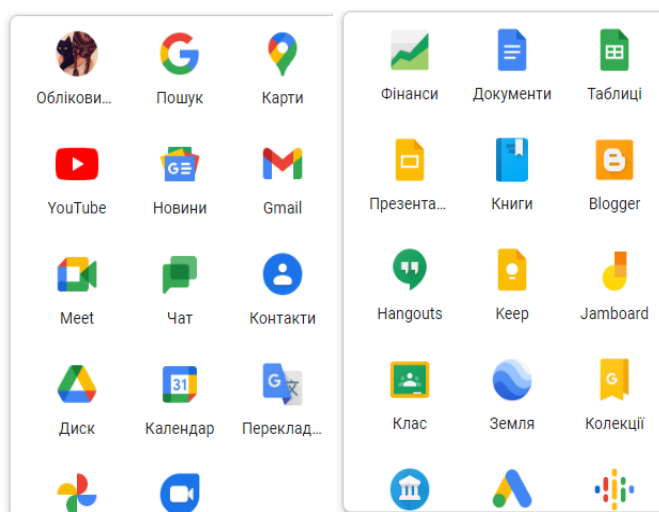 Облікови... Пошук Карти
YouTube Новини Gmail
Meet Чат Контакти
31
Диск Календар Переклад...
Фінанси Документи Таблиці
Презента... Книги Blogger
Hangouts Keep Jamboard
Клас Земля Колекції